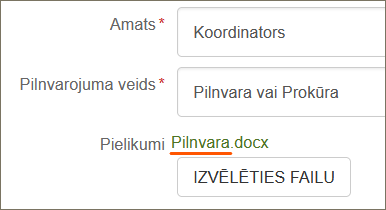 Amats * Koordinators
Pilnvarojuma veids * Pilnvara vai Prokūra
Pielikumi Pilnvara.docx
IZVĒLĒTIES FAILU